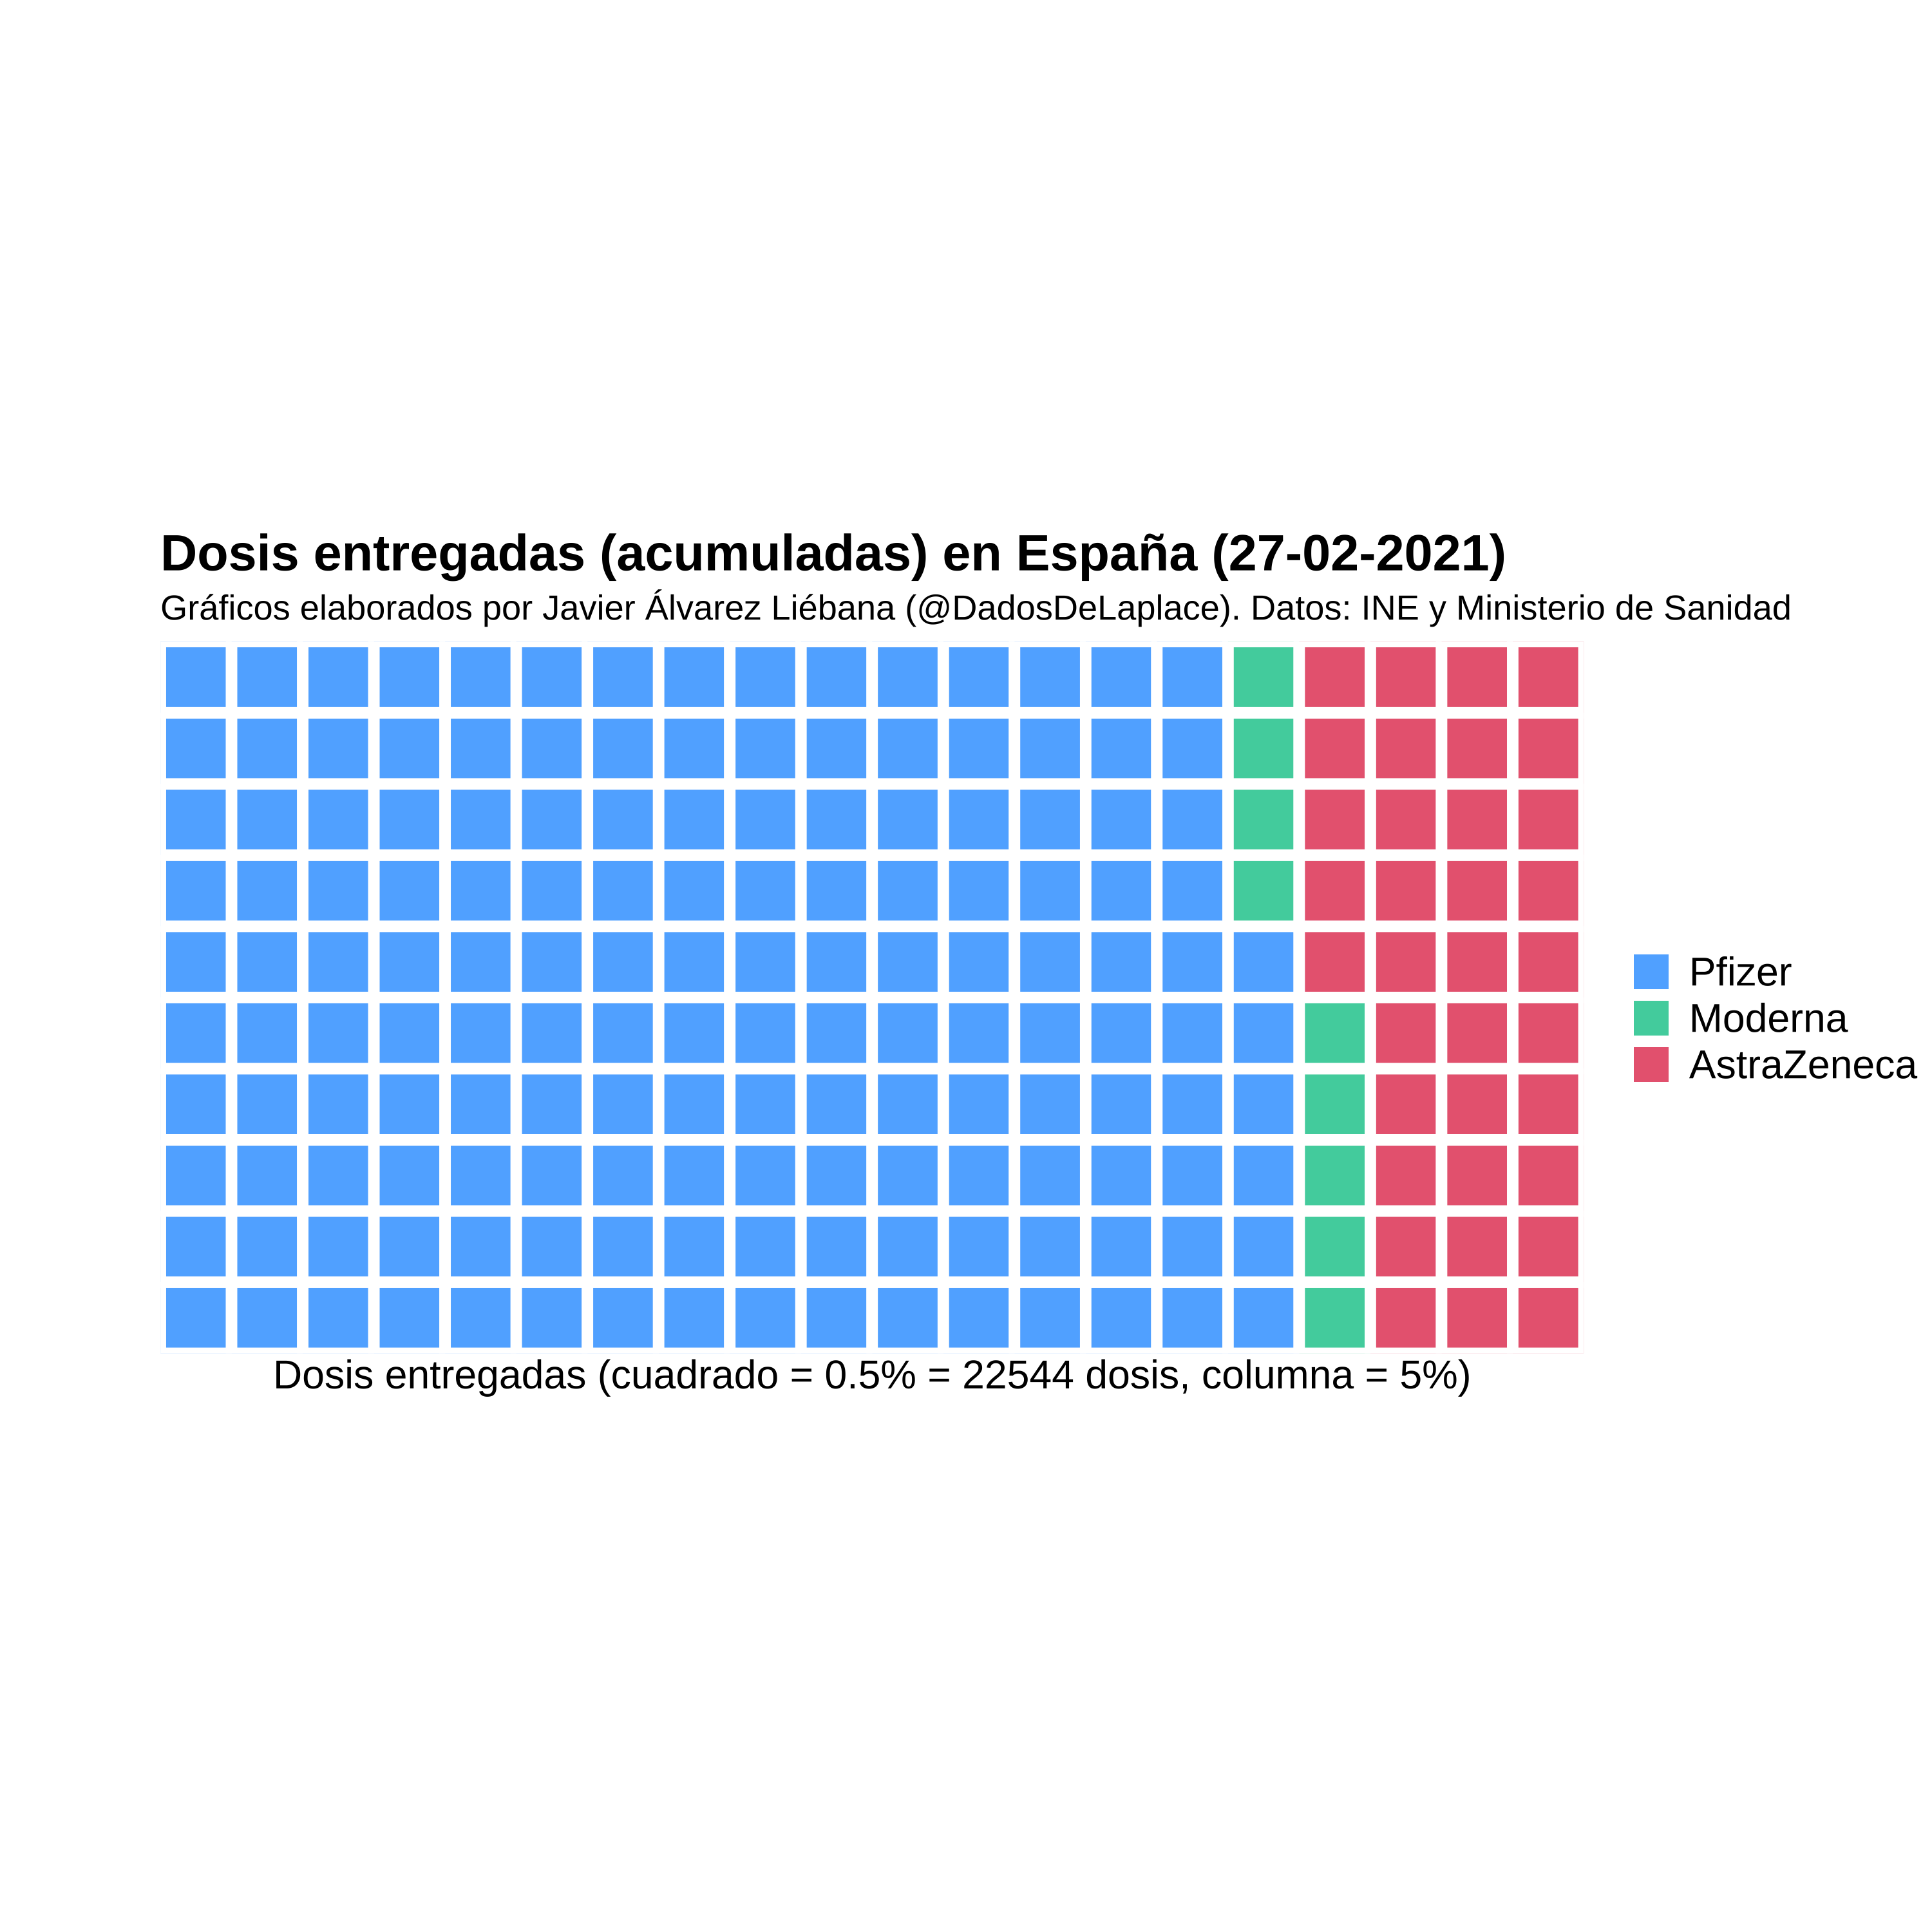 Dosis entregadas (acumuladas) en España (27-02-2021)
Gráficos elaborados por Javier Álvarez Liébana (@DadosDeLaplace). Datos: INE y Ministerio de Sanidad
Pfizer
Moderna
AstraZeneca
Dosis entregadas (cuadrado = 0.5% = 22544 dosis, columna = 5%)